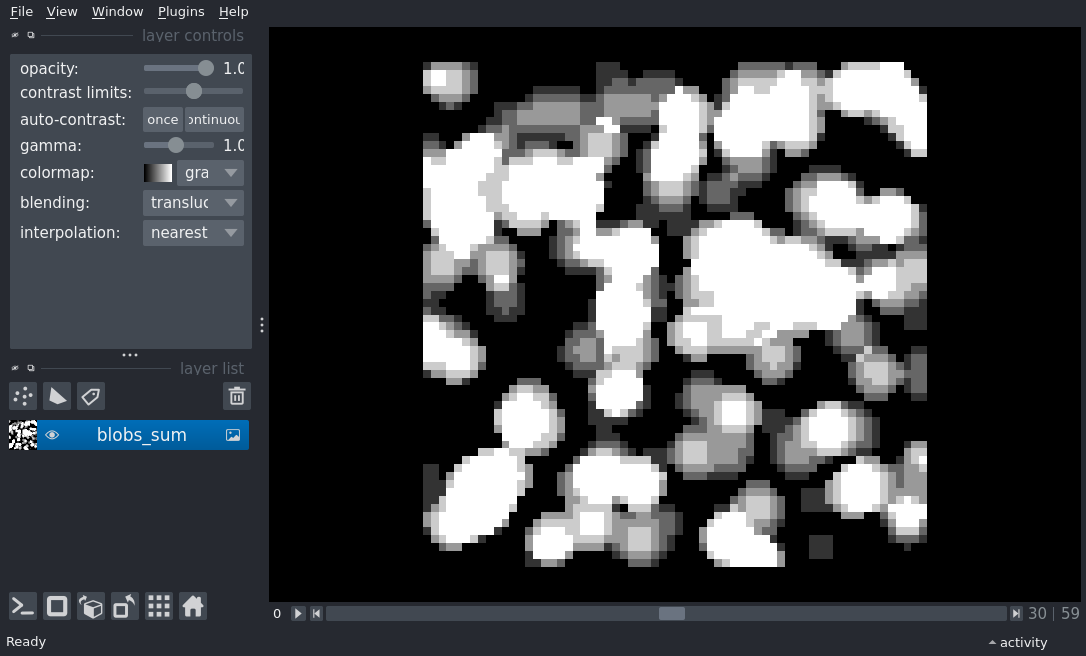 File View Window Plugins Help
layer controls
opacity: 1.0
contrast limits:
auto-contrast: once ontinuou
gamma: 1.0
colormap: gra
blending: transluc
interpolation: nearest
layer list
blobs_sum
0 30 | 59
Ready activity